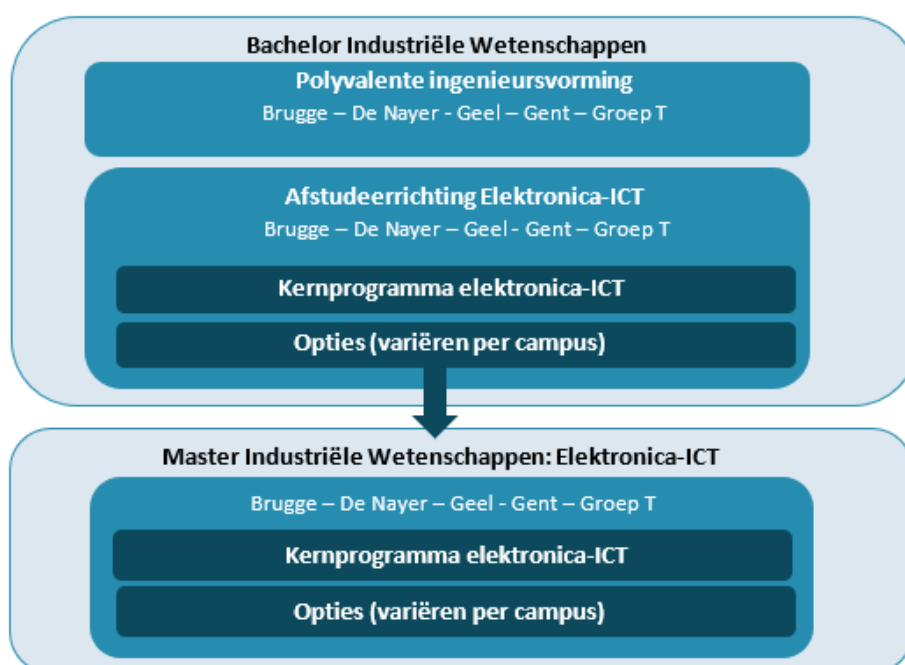 Bachelor Industriële Wetenschappen
Polyvalente ingenieursvorming
Brugge – De Nayer - Geel – Gent – Groep T
Afstudeerrichting Elektronica-ICT
Brugge – De Nayer – Geel - Gent – Groep T
Kernprogramma elektronica-ICT
Opties (variëren per campus)
Master Industriële Wetenschappen: Elektronica-ICT
Brugge – De Nayer – Geel - Gent – Groep T
Kernprogramma elektronica-ICT
Opties (variëren per campus)